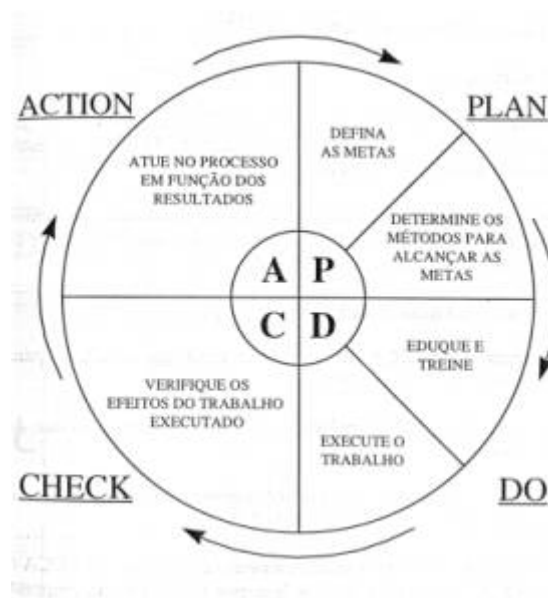 ACTION
PLAN
DEFINA
AS METAS
ATUE NO PROCESSO
EM FUNÇÃO DOS
RESULTADOS
DETERMINE OS
MÉTODOS PARA
ALCANÇAR AS
METAS
A P
C D
EDUQUE E
TREINE
VERIFIQUE OS
EFEITOS DO TRABALHO
EXECUTADO
EXECUTE O
TRABALHO
CHECK
DO